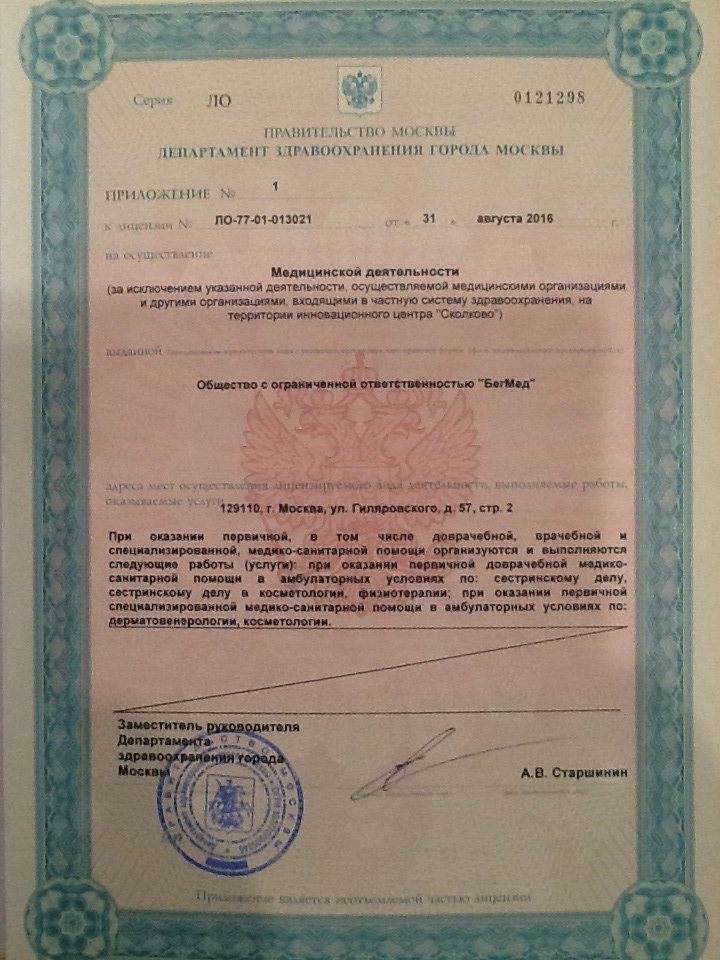 Серия ЛО 0121298
ПРАВИТЕЛЬСТВО МОСКВЫ
ДЕПАРТАМЕНТ ЗДРАВООХРАНЕНИЯ ГОРОДА МОСКВЫ
ПРИЛОЖЕНИЕ № 1
к лицензии № ЛО-77-01-013021 от « 31 » августа 2016 г.
на осуществление
Медицинской деятельности
(за исключением указанной деятельности, осуществляемой медицинскими организациями
и другими организациями, входящими в частную систему здравоохранения, на
территории инновационного центра "Сколково")
выданной
Общество с ограниченной ответственностью "БегМед"
адреса мест осуществления лицензируемого вида деятельности, выполняемые работы,
оказываемые услуги
129110, г. Москва, ул. Гиляровского, д. 57, стр. 2
При оказании первичной, в том числе доврачебной, врачебной и
специализированной, медико-санитарной помощи организуются и выполняются
следующие работы (услуги): при оказании первичной доврачебной медико-
санитарной помощи в амбулаторных условиях по: сестринскому делу,
сестринскому делу в косметологии, физиотерапии; при оказании первичной
специализированной медико-санитарной помощи в амбулаторных условиях по:
дерматовенерологии, косметологии.
Заместитель руководителя
Департамента
здравоохранения города
Москвы
А.В. Старшинин
ПРАВИТЕЛЬСТВО МОСКВЫ
Приложение является неотъемлемой частью лицензии